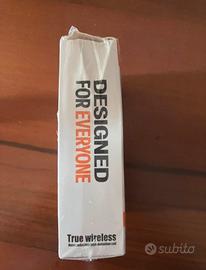 DESIGNED
FOR EVERYONE
True wireless
subito